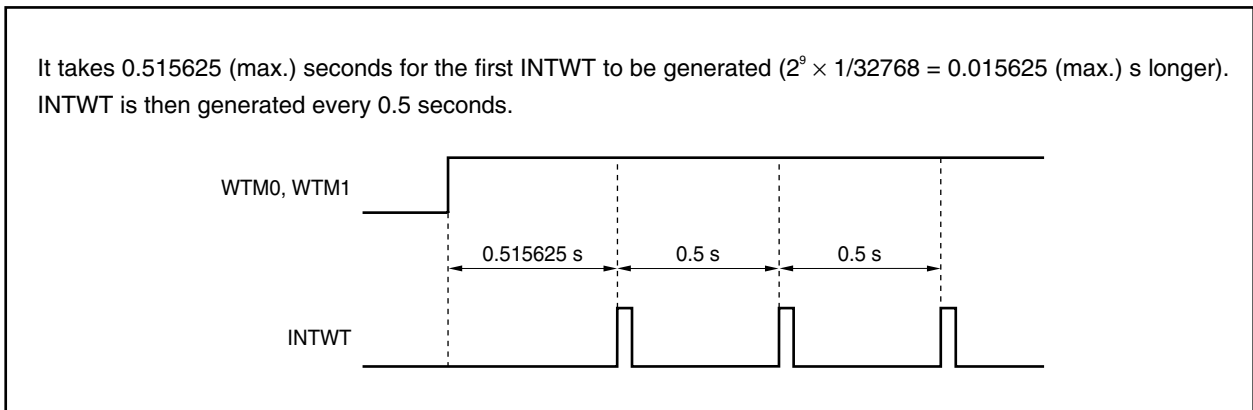 It takes 0.515625 (max.) seconds for the first INTWT to be generated (2⁹ × 1/32768 = 0.015625 (max.) s longer).
INTWT is then generated every 0.5 seconds.
WTM0, WTM1
0.515625 s
0.5 s
0.5 s
INTWT